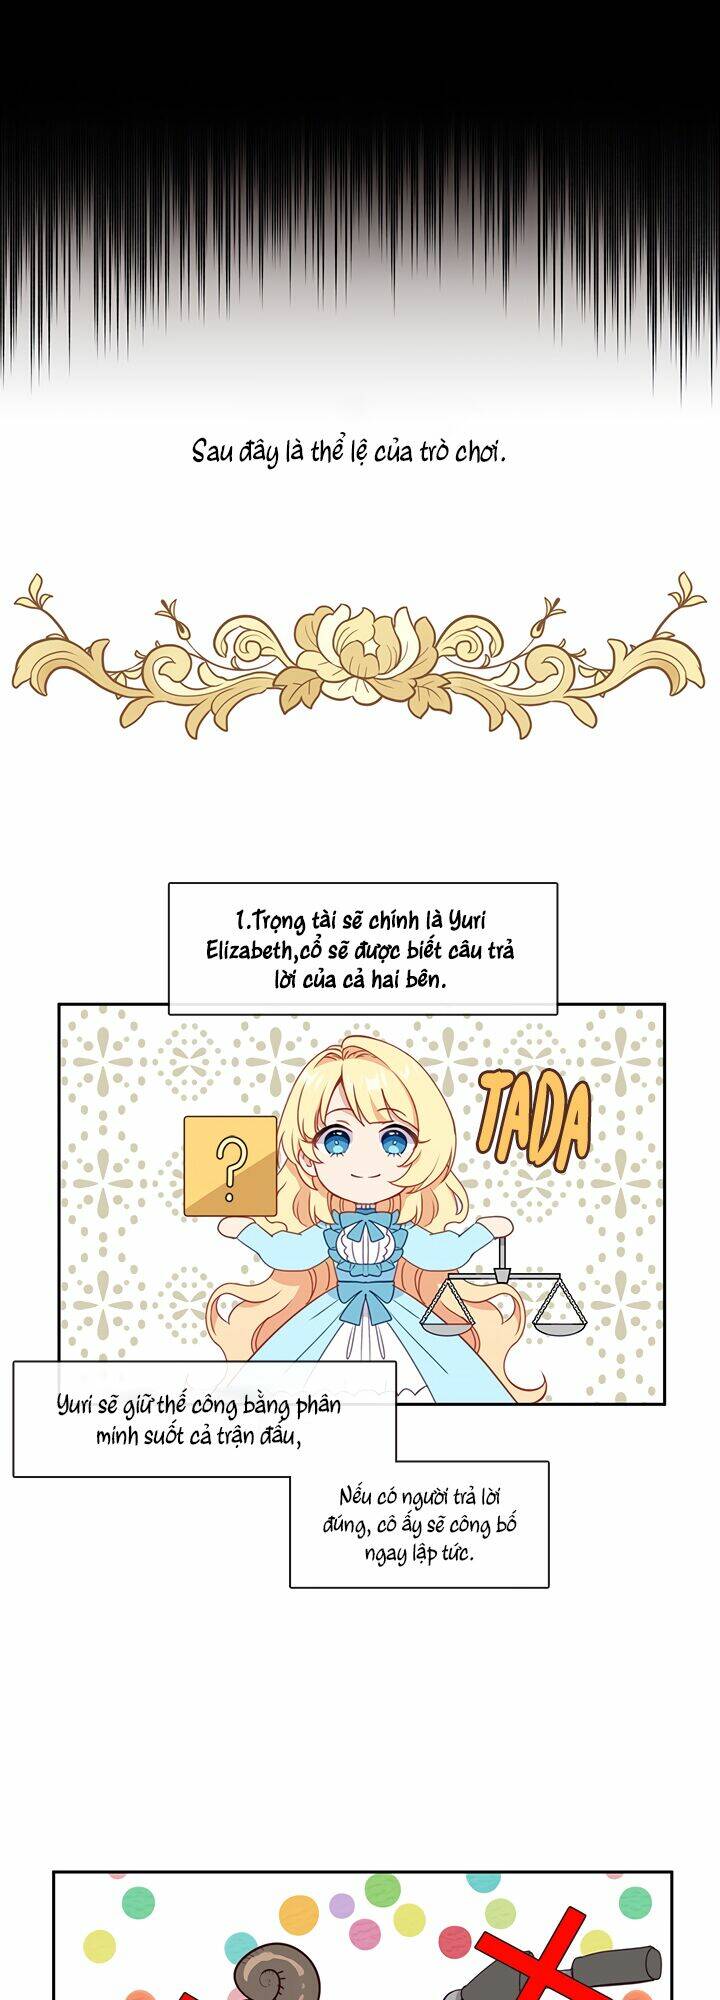 Sau đây là thể lệ của trò chơi.
1.Trọng tài sẽ chính là Yuri
Elizabeth,cổ sẽ được biết câu trả
lời của cả hai bên.
?
TADA
Yuri sẽ giữ thế công bằng phân
minh suốt cả trận đấu,
Nếu có người trả lời
đúng, cô ấy sẽ công bố
ngay lập tức.